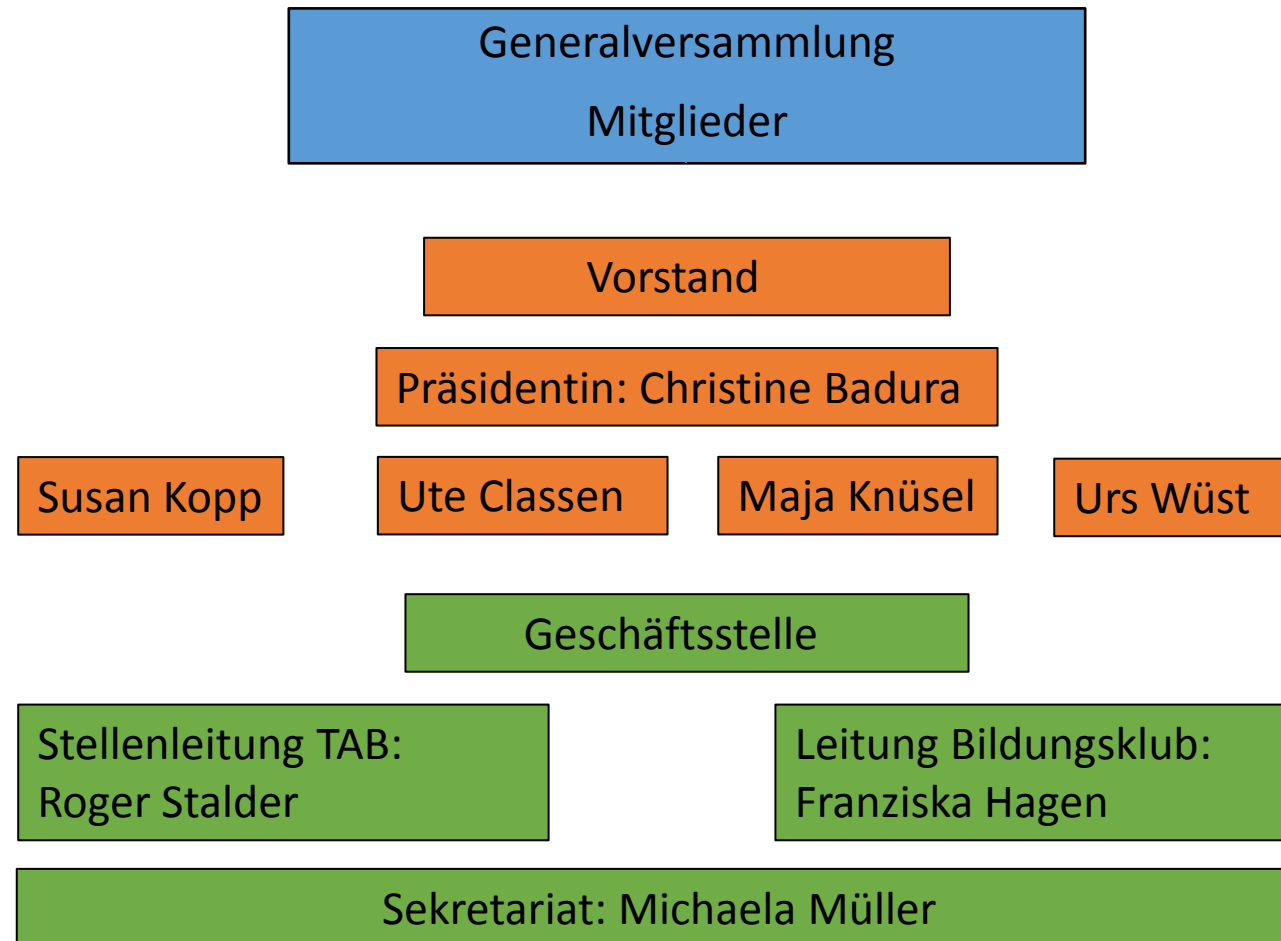 Generalversammlung
Mitglieder
Vorstand
Präsidentin: Christine Badura
Susan Kopp
Ute Classen
Maja Knüsel
Urs Wüst
Geschäftsstelle
Stellenleitung TAB:
Roger Stalder
Leitung Bildungsklub:
Franziska Hagen
Sekretariat: Michaela Müller